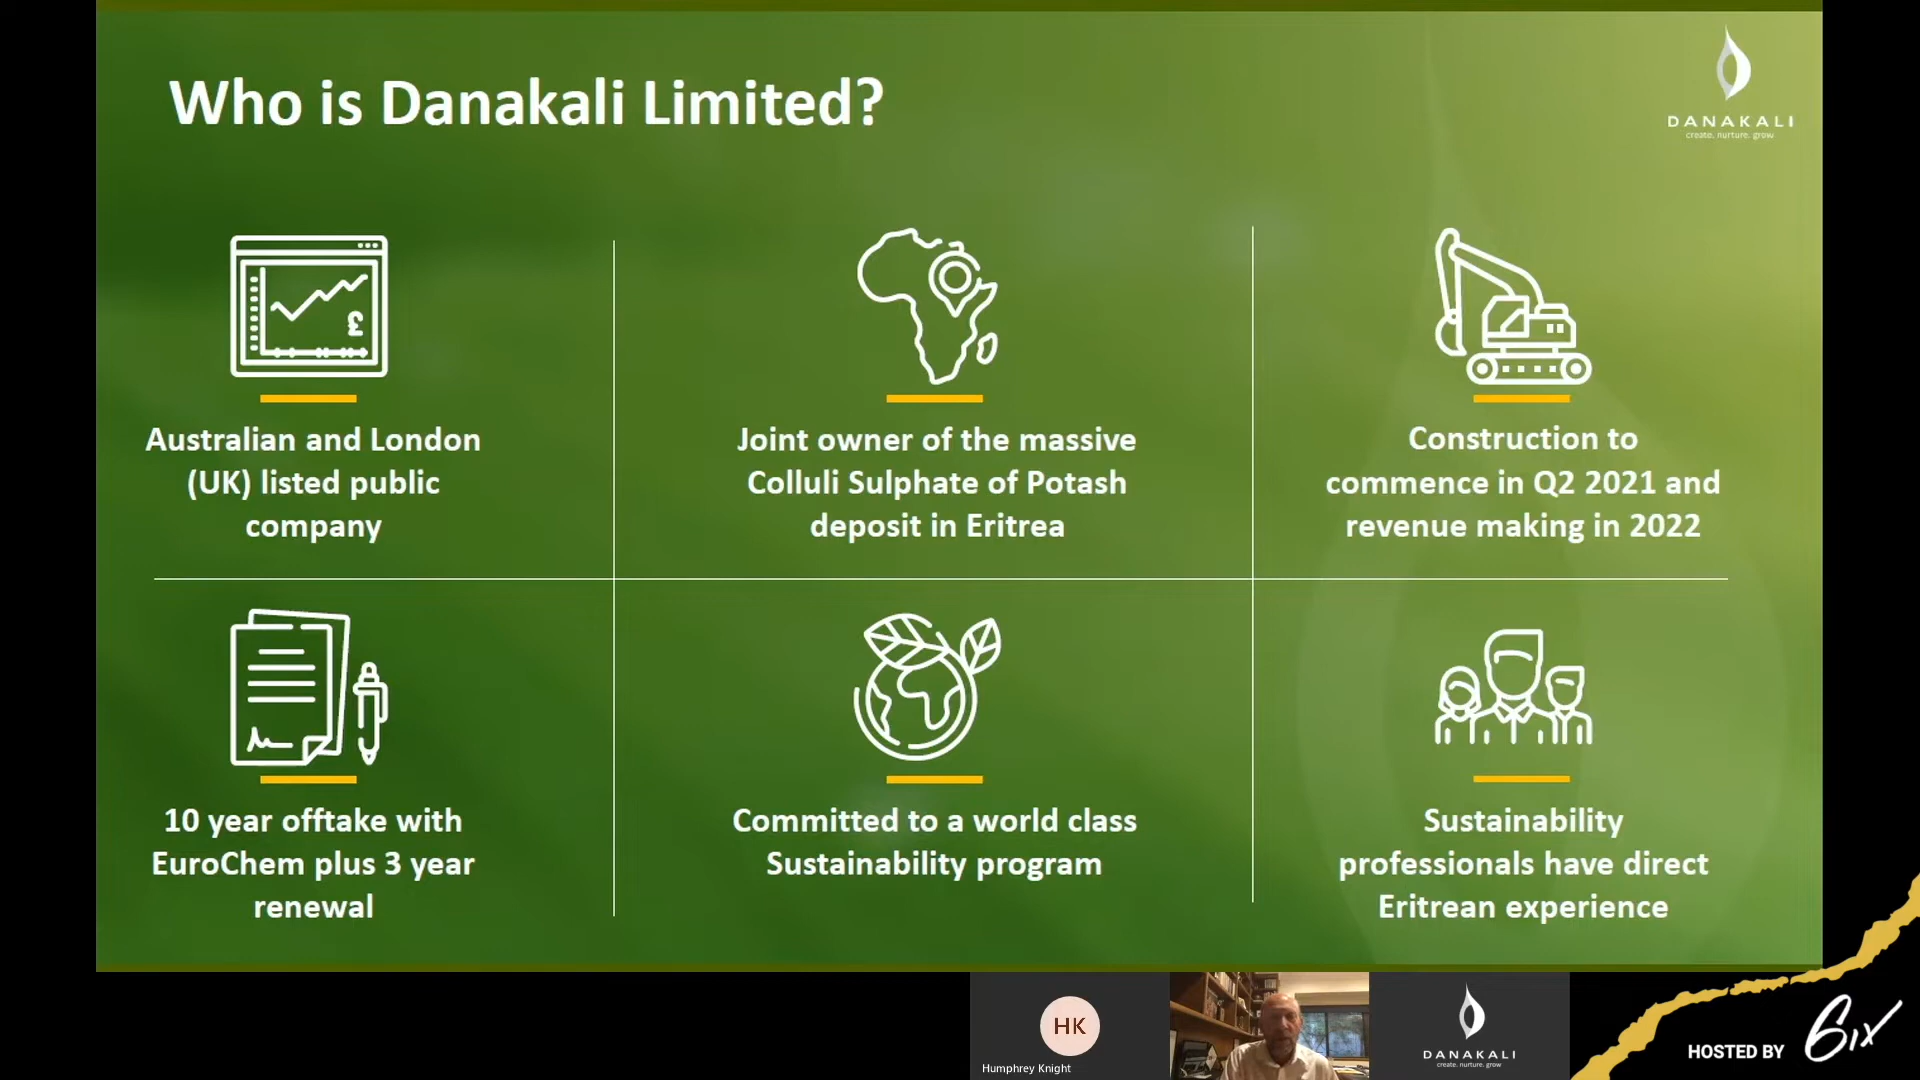 Who is Danakali Limited?
DANAKALI
create. nurture. grow
£
Australian and London
(UK) listed public
company
Joint owner of the massive
Colluli Sulphate of Potash
deposit in Eritrea
Construction to
commence in Q2 2021 and
revenue making in 2022
10 year offtake with
EuroChem plus 3 year
renewal
Committed to a world class
Sustainability program
Sustainability
professionals have direct
Eritrean experience
HK
Humphrey Knight
DANAKALI
create. nurture. grow
HOSTED BY 6ix